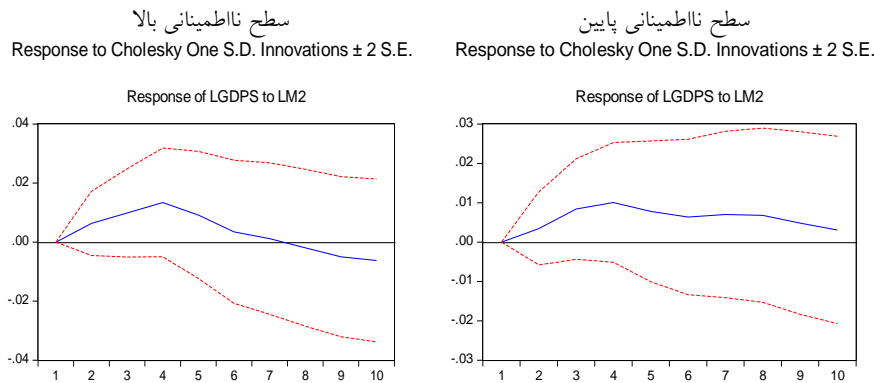 سطح نااطمینانی بالا
Response to Cholesky One S.D. Innovations ± 2 S.E.
Response of LGDPS to LM2
.04
.02
.00
-.02
-.04
1 2 3 4 5 6 7 8 9 10
سطح نااطمینانی پایین
Response to Cholesky One S.D. Innovations ± 2 S.E.
Response of LGDPS to LM2
.03
.02
.01
.00
-.01
-.02
-.03
1 2 3 4 5 6 7 8 9 10